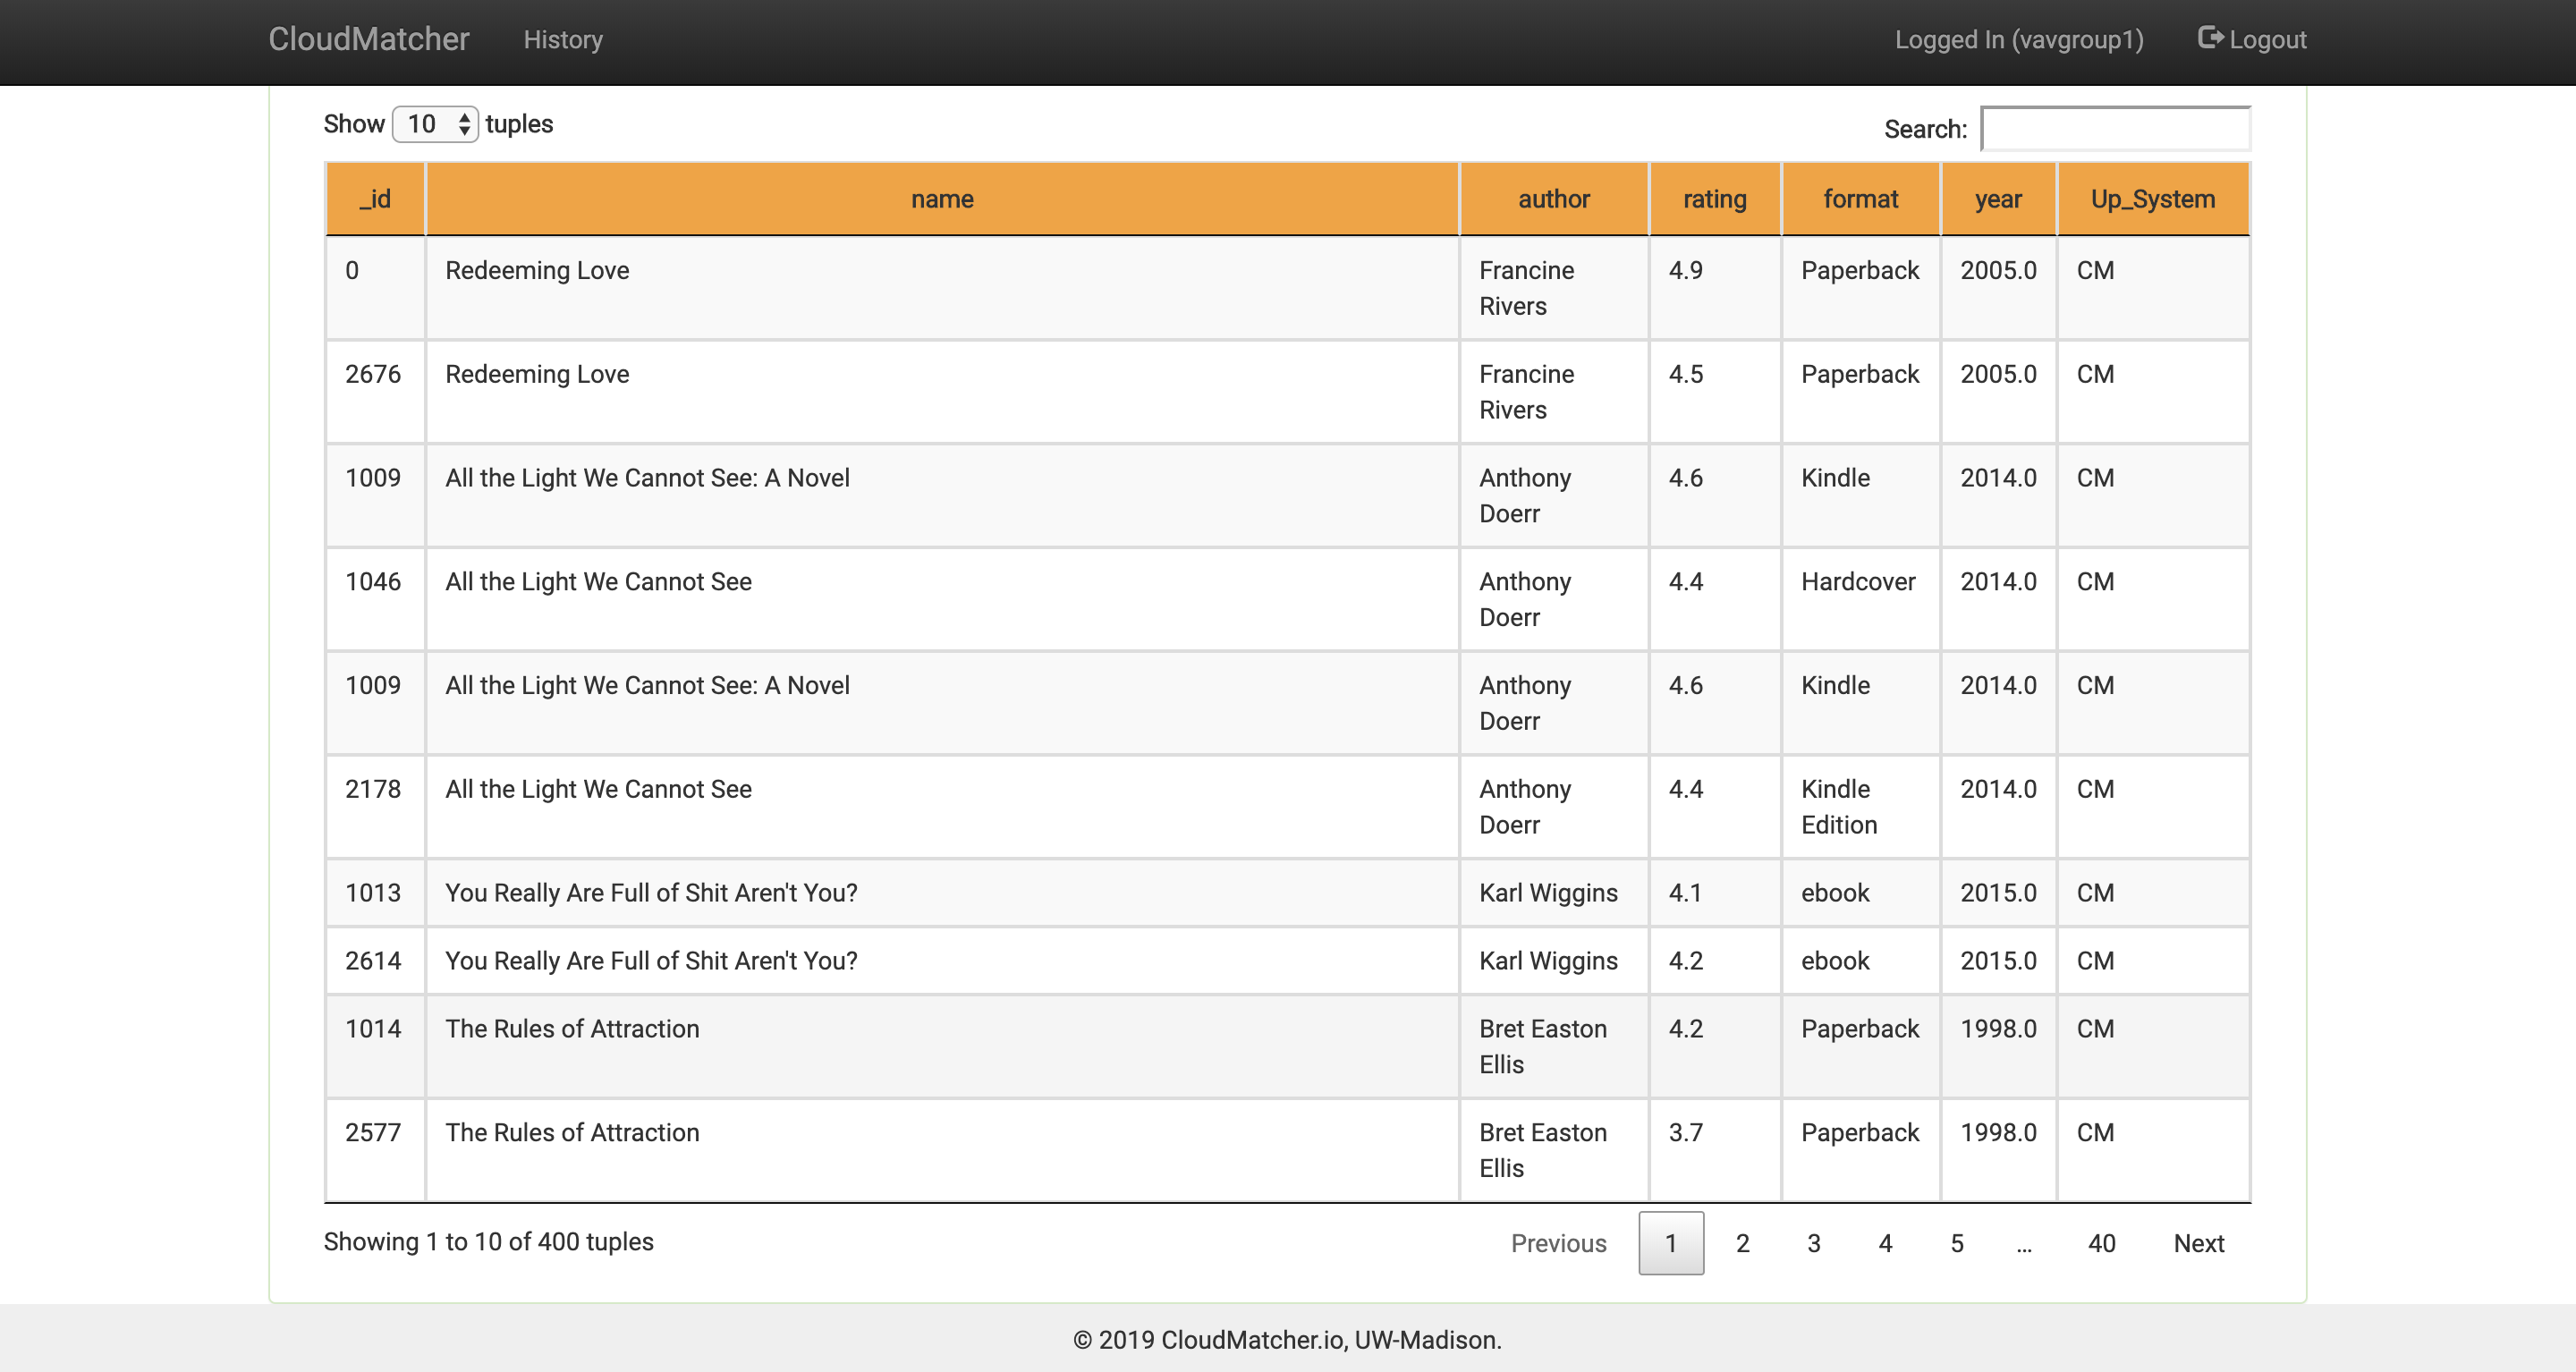 CloudMatcher History Logged In (vavgroup1) Logout
Show 10 tuples Search:
_id name author rating format year Up_System
0 Redeeming Love Francine Rivers 4.9 Paperback 2005.0 CM
2676 Redeeming Love Francine Rivers 4.5 Paperback 2005.0 CM
1009 All the Light We Cannot See: A Novel Anthony Doerr 4.6 Kindle 2014.0 CM
1046 All the Light We Cannot See Anthony Doerr 4.4 Hardcover 2014.0 CM
1009 All the Light We Cannot See: A Novel Anthony Doerr 4.6 Kindle 2014.0 CM
2178 All the Light We Cannot See Anthony Doerr 4.4 Kindle Edition 2014.0 CM
1013 You Really Are Full of Shit Aren't You? Karl Wiggins 4.1 ebook 2015.0 CM
2614 You Really Are Full of Shit Aren't You? Karl Wiggins 4.2 ebook 2015.0 CM
1014 The Rules of Attraction Bret Easton Ellis 4.2 Paperback 1998.0 CM
2577 The Rules of Attraction Bret Easton Ellis 3.7 Paperback 1998.0 CM
Showing 1 to 10 of 400 tuples Previous 1 2 3 4 5 … 40 Next
© 2019 CloudMatcher.io, UW-Madison.